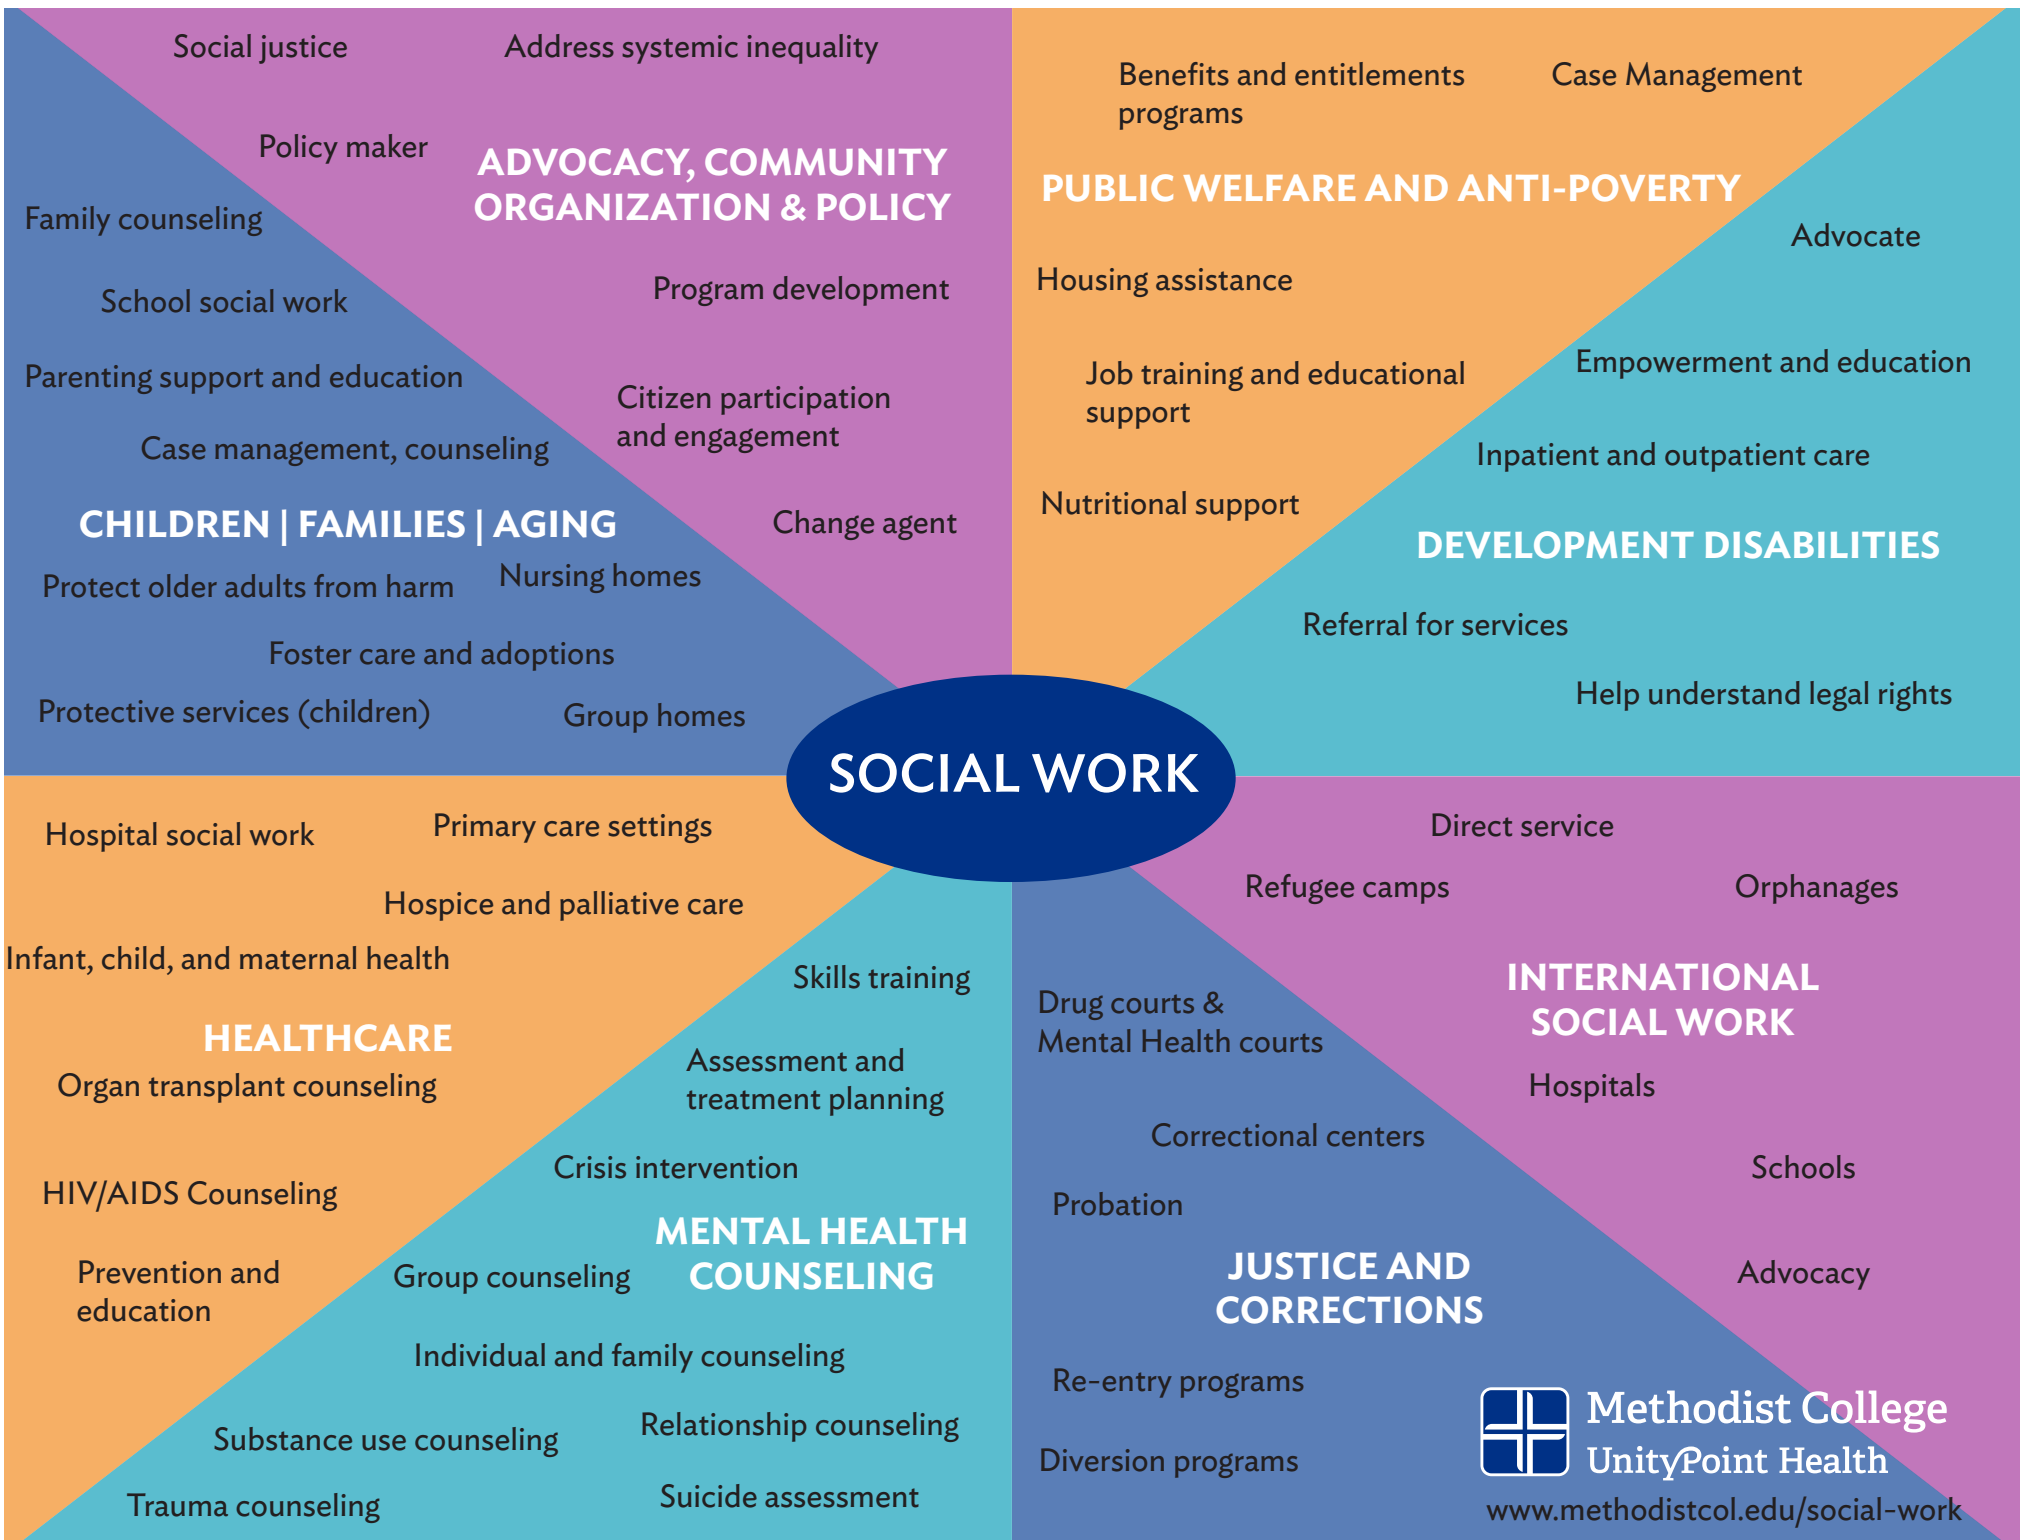 Social justice
Address systemic inequality
Policy maker
ADVOCACY, COMMUNITY
ORGANIZATION & POLICY
Program development
Citizen participation
and engagement
Change agent
Benefits and entitlements
programs
Case Management
PUBLIC WELFARE AND ANTI-POVERTY
Housing assistance
Job training and educational
support
Nutritional support
Advocate
Empowerment and education
Inpatient and outpatient care
DEVELOPMENT DISABILITIES
Referral for services
Help understand legal rights
Family counseling
School social work
Parenting support and education
Case management, counseling
CHILDREN | FAMILIES | AGING
Protect older adults from harm
Nursing homes
Foster care and adoptions
Protective services (children)
Group homes
SOCIAL WORK
Hospital social work
Primary care settings
Hospice and palliative care
Infant, child, and maternal health
HEALTHCARE
Organ transplant counseling
HIV/AIDS Counseling
Prevention and
education
Skills training
Assessment and
treatment planning
Crisis intervention
MENTAL HEALTH
COUNSELING
Group counseling
Individual and family counseling
Substance use counseling
Relationship counseling
Trauma counseling
Suicide assessment
Drug courts &
Mental Health courts
Correctional centers
Probation
JUSTICE AND
CORRECTIONS
Re-entry programs
Diversion programs
Direct service
Refugee camps
Orphanages
INTERNATIONAL
SOCIAL WORK
Hospitals
Schools
Advocacy
Methodist College
UnityPoint Health
www.methodistcol.edu/social-work